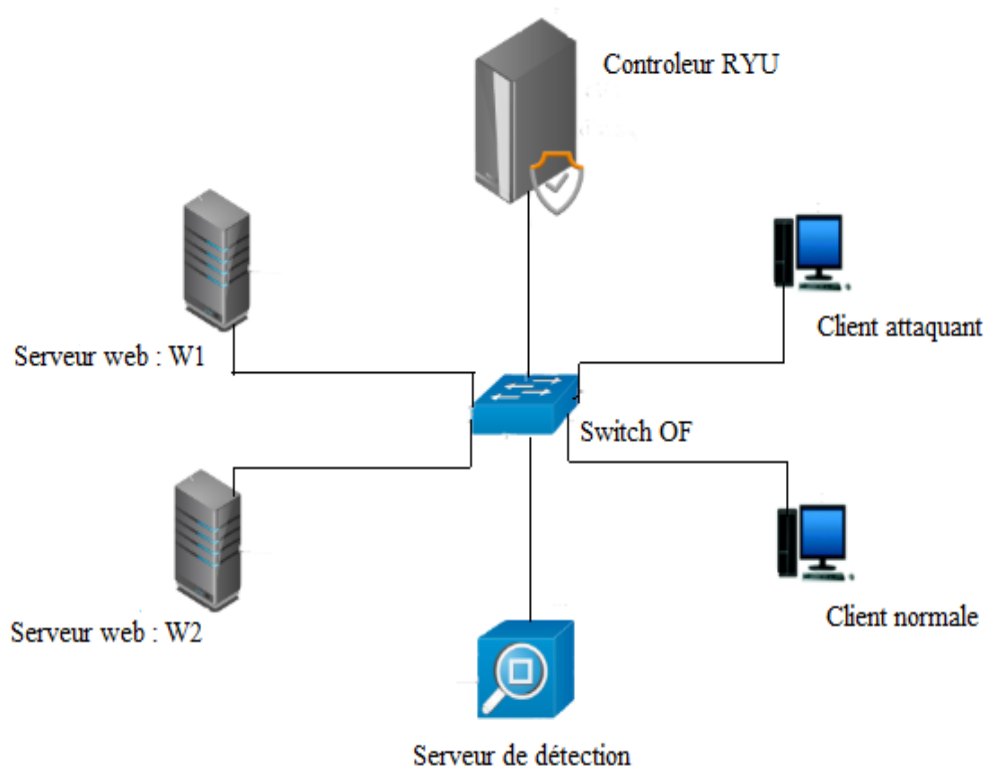 Controleur RYU
Client attaquant
Serveur web : W1
Switch OF
Client normale
Serveur web : W2
Serveur de détection